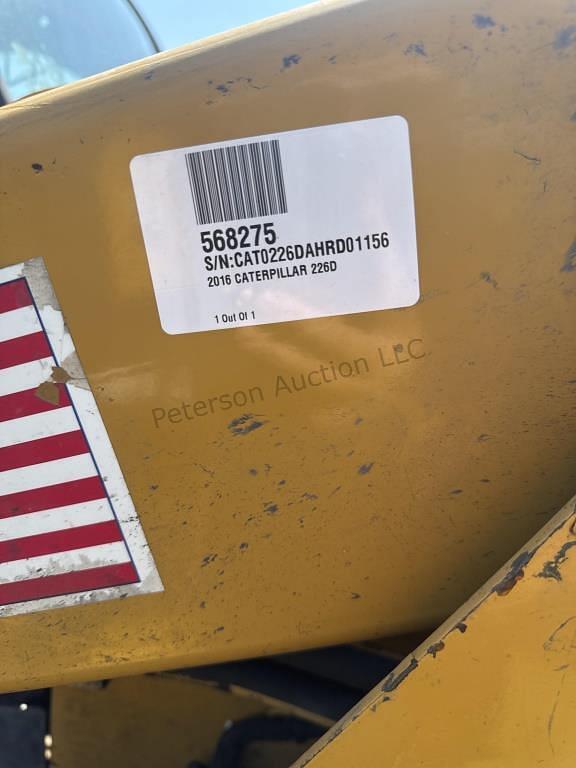 568275
S/N:CAT0226DAHRD01156
2016 CATERPILLAR 226D
1 Out Of 1
Peterson Auction LLC